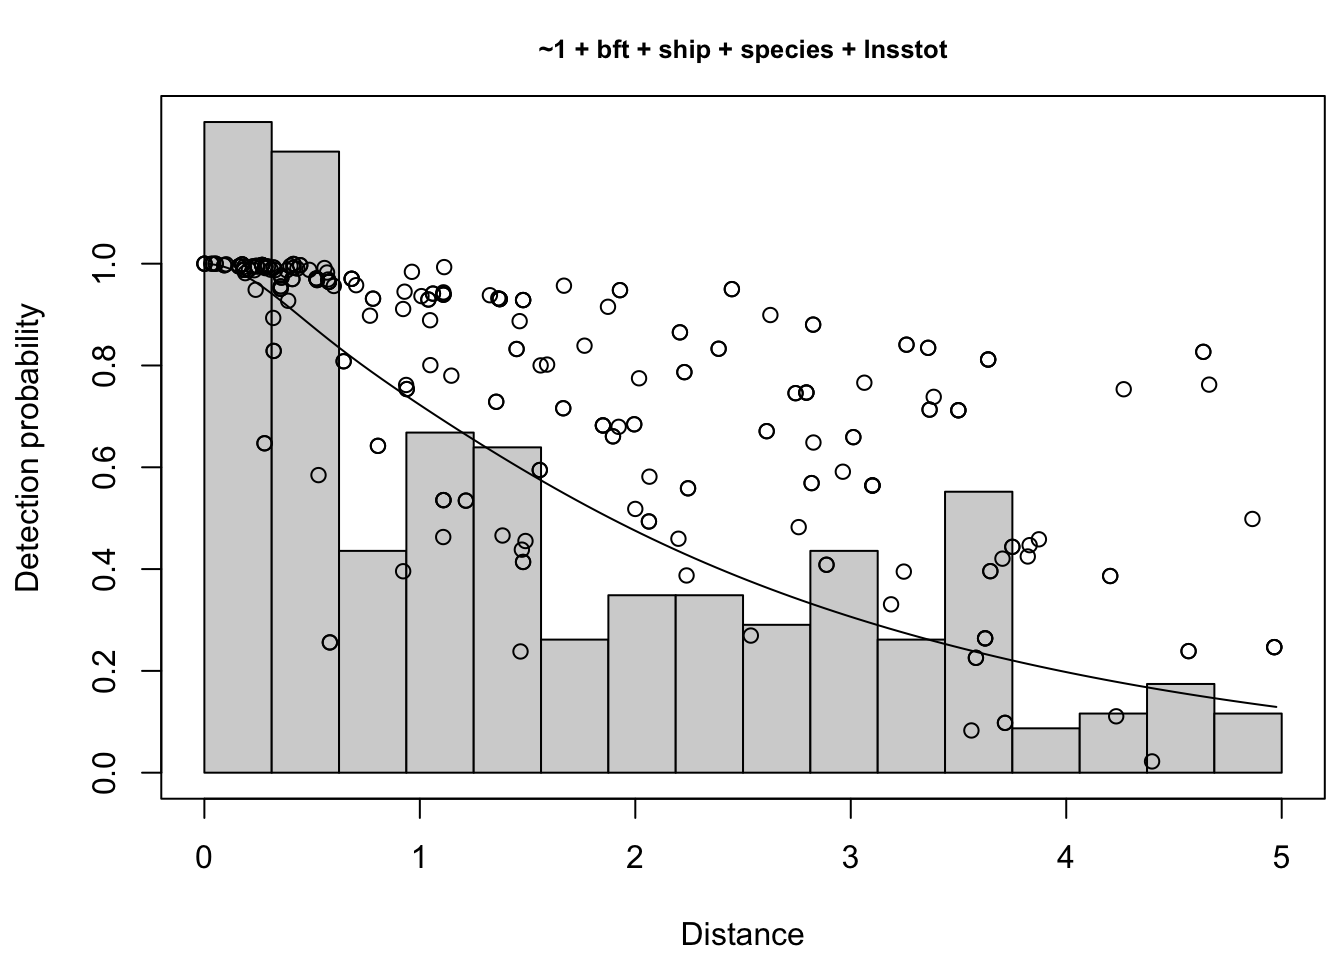 ~1 + bft + ship + species + lnsstot
Detection probability
1.0
0.8
0.6
0.4
0.2
0.0
0 1 2 3 4 5
Distance